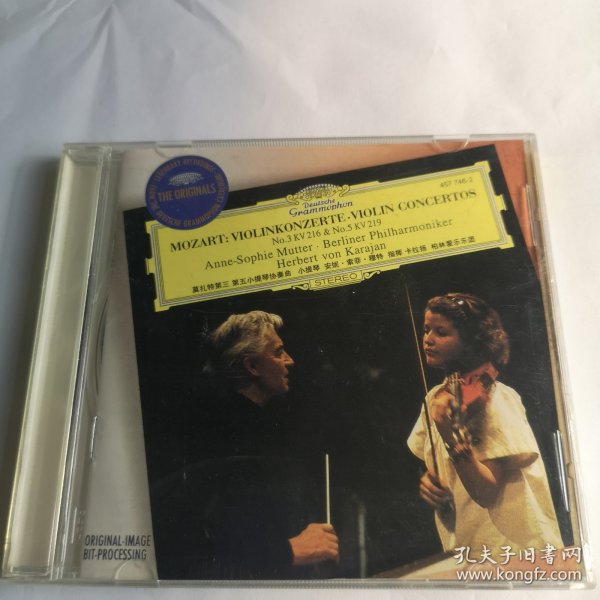 LEGENDARY RECORDINGS
THE ORIGINALS
Deutsche
Grammophon
457 746-2
MOZART: VIOLINKONZERTE · VIOLIN CONCERTOS
No.3 KV 216 & No.5 KV 219
Anne-Sophie Mutter · Berliner Philharmoniker
Herbert von Karajan
莫扎特第三 第五小提琴协奏曲 小提琴 安妮·索菲·穆特 指挥 卡拉扬 柏林爱乐乐团
STEREO
ORIGINAL-IMAGE
BIT-PROCESSING
孔夫子旧书网
www.kongfz.com